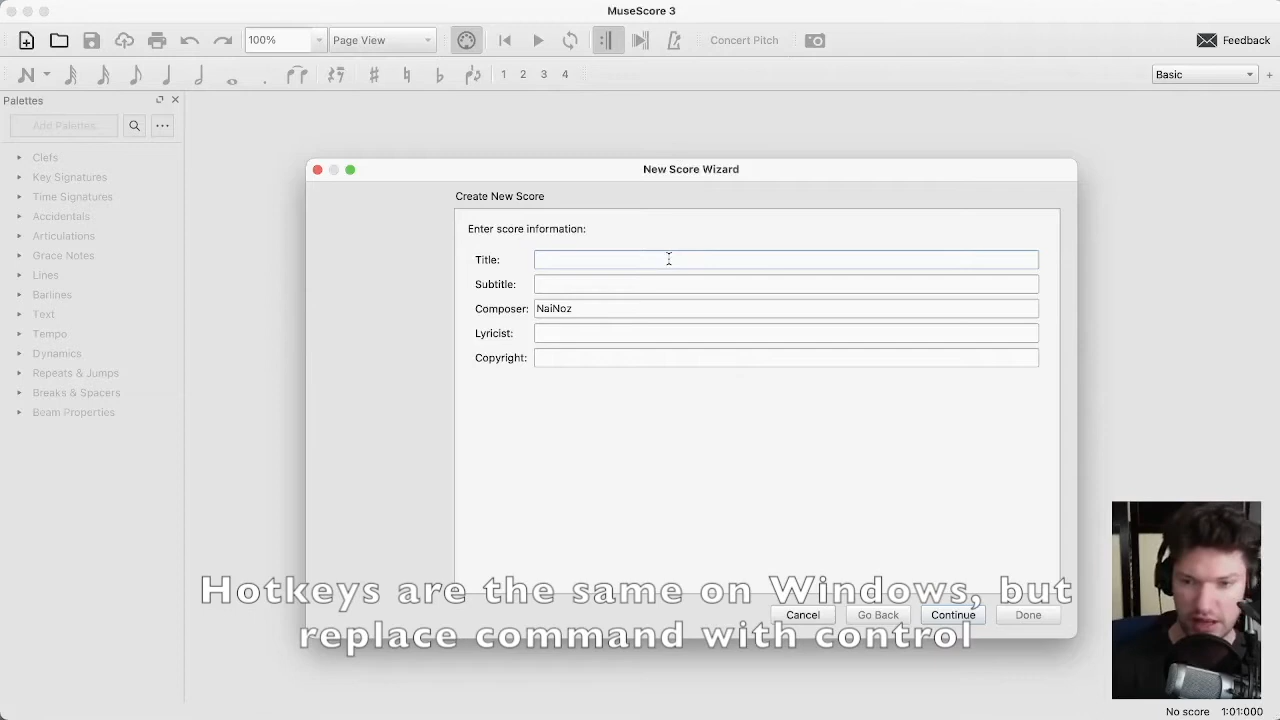 MuseScore 3
100%
Page View
Concert Pitch
Feedback
1 2 3 4
Basic
Palettes
Add Palettes...
Clefs
Key Signatures
Time Signatures
Accidentals
Articulations
Grace Notes
Lines
Barlines
Text
Tempo
Dynamics
Repeats & Jumps
Breaks & Spacers
Beam Properties
New Score Wizard
Create New Score
Enter score information:
Title:
Subtitle:
Composer: NaiNoz
Lyricist:
Copyright:
Hotkeys are the same on Windows, but
replace command with control
Cancel Go Back Continue Done
No score 1:01:000